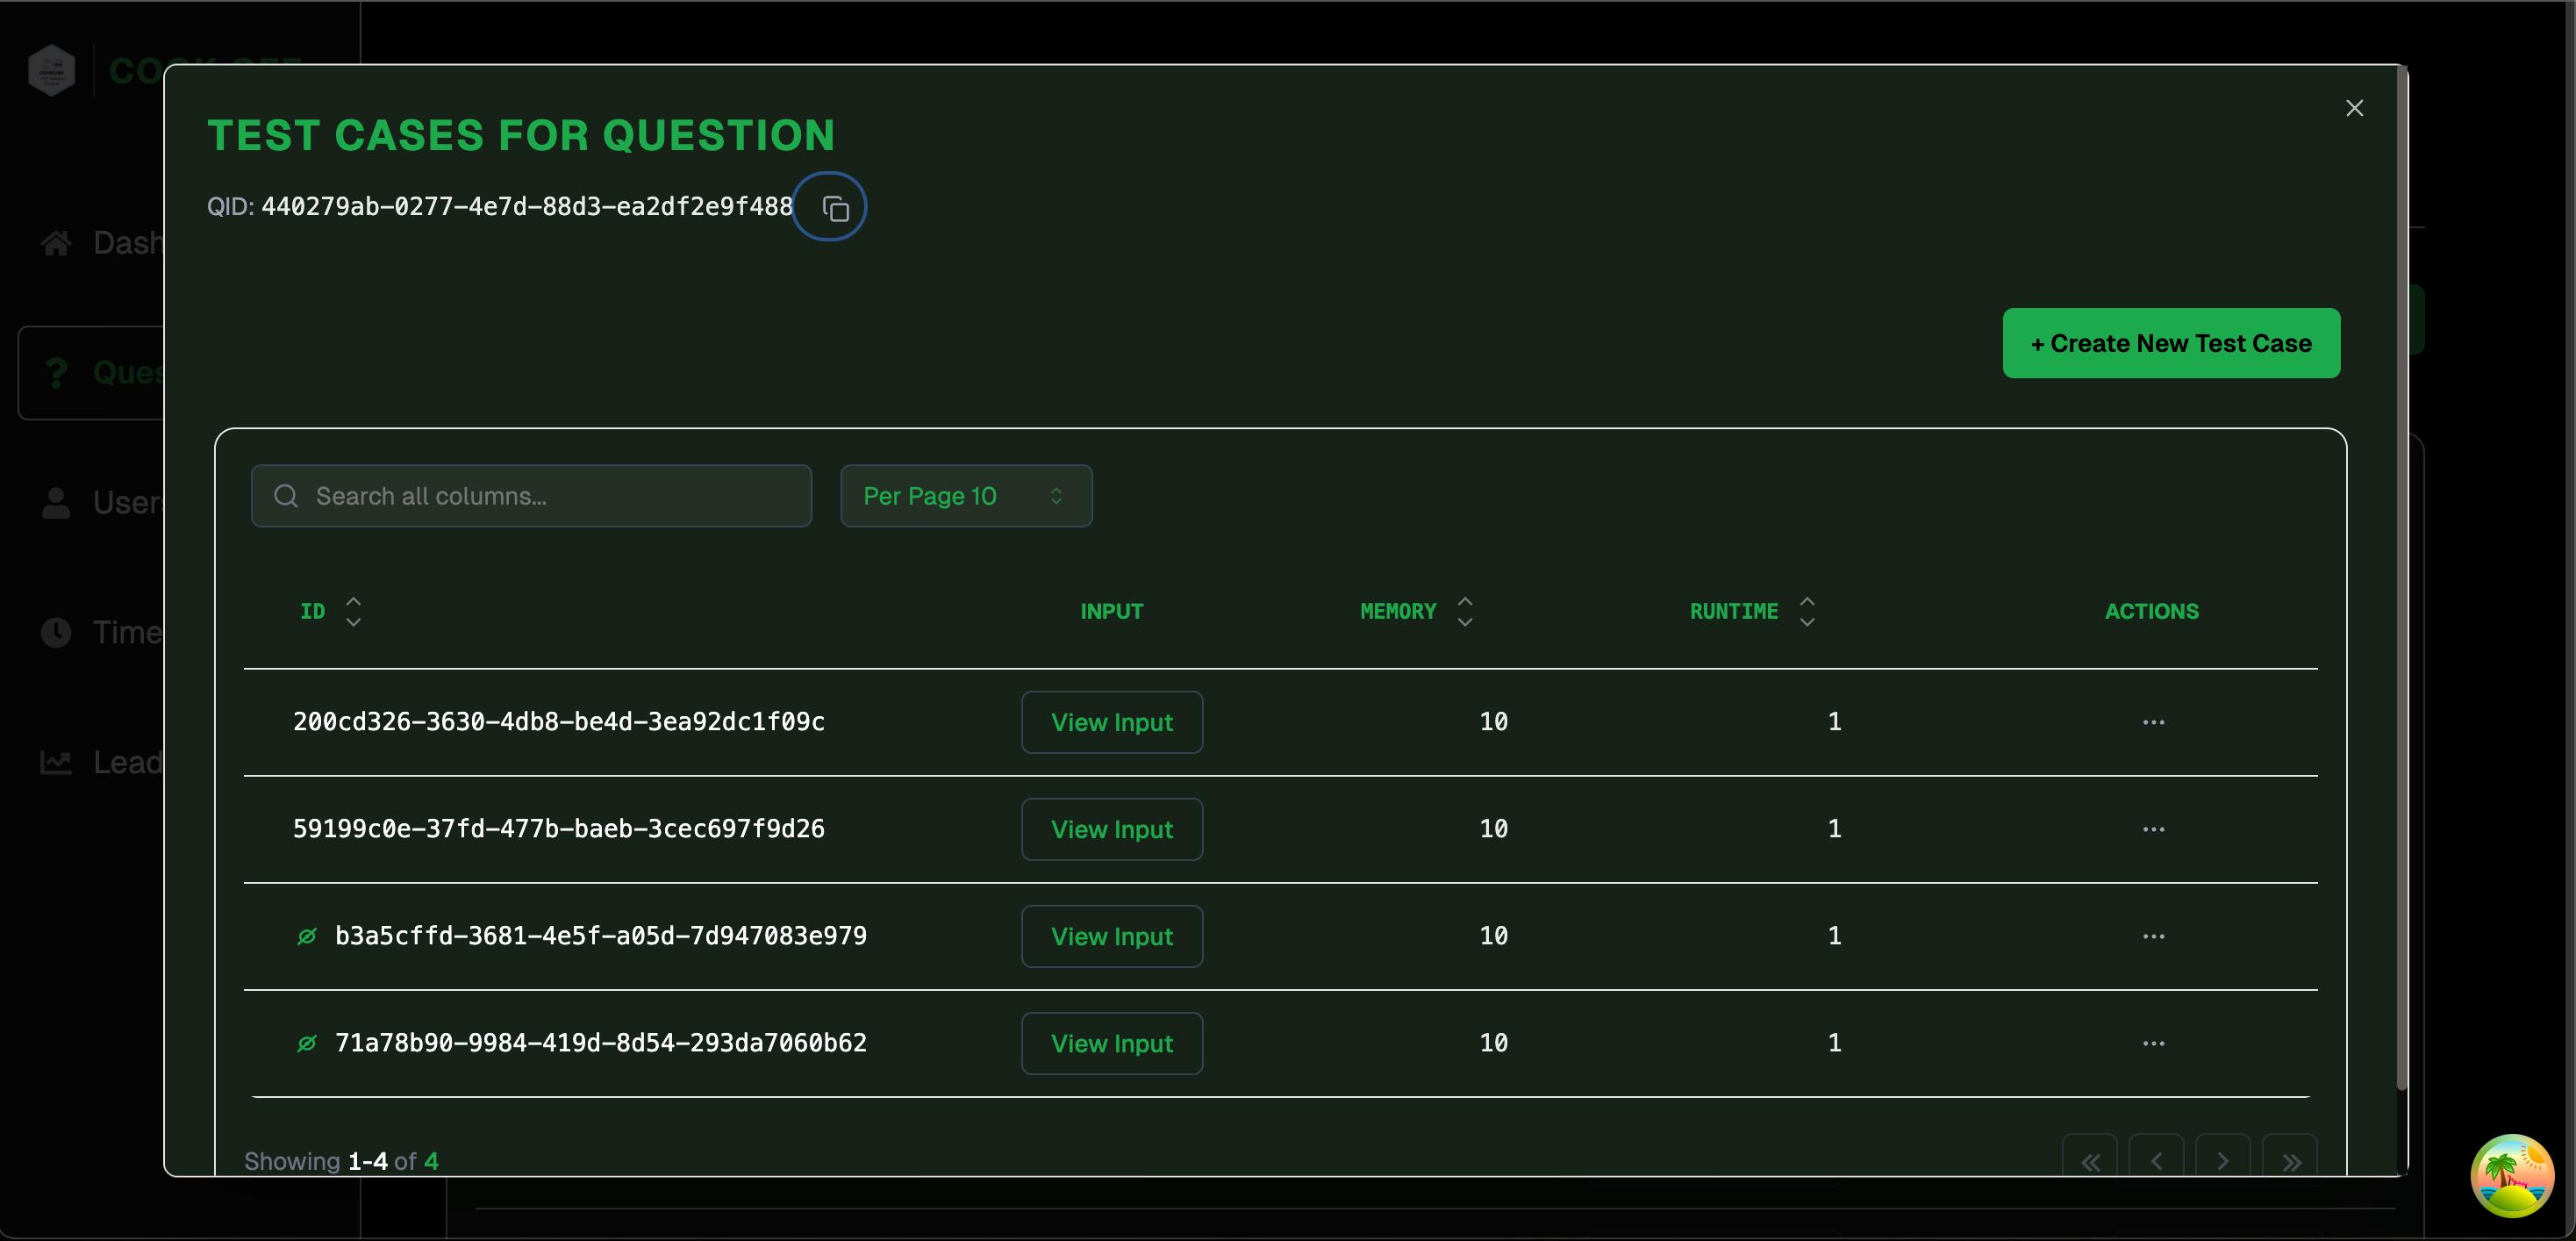 TEST CASES FOR QUESTION
QID: 440279ab-0277-4e7d-88d3-ea2df2e9f488
+ Create New Test Case
Search all columns...
Per Page 10
ID INPUT MEMORY RUNTIME ACTIONS
200cd326-3630-4db8-be4d-3ea92dc1f09c View Input 10 1 ...
59199c0e-37fd-477b-baeb-3cec697f9d26 View Input 10 1 ...
b3a5cffd-3681-4e5f-a05d-7d947083e979 View Input 10 1 ...
71a78b90-9984-419d-8d54-293da7060b62 View Input 10 1 ...
Showing 1-4 of 4
Dash
Ques
Users
Time
Lead